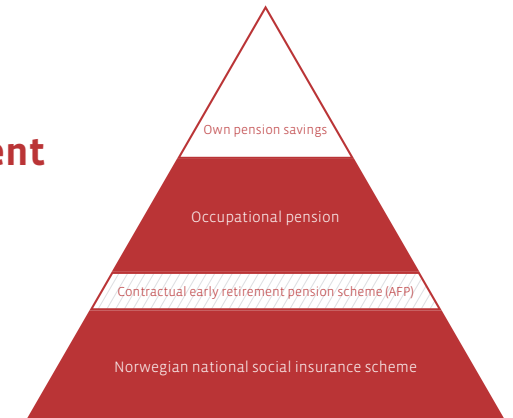 Own pension savings
ent
Occupational pension
Contractual early retirement pension scheme (AFP)
Norwegian national social insurance scheme